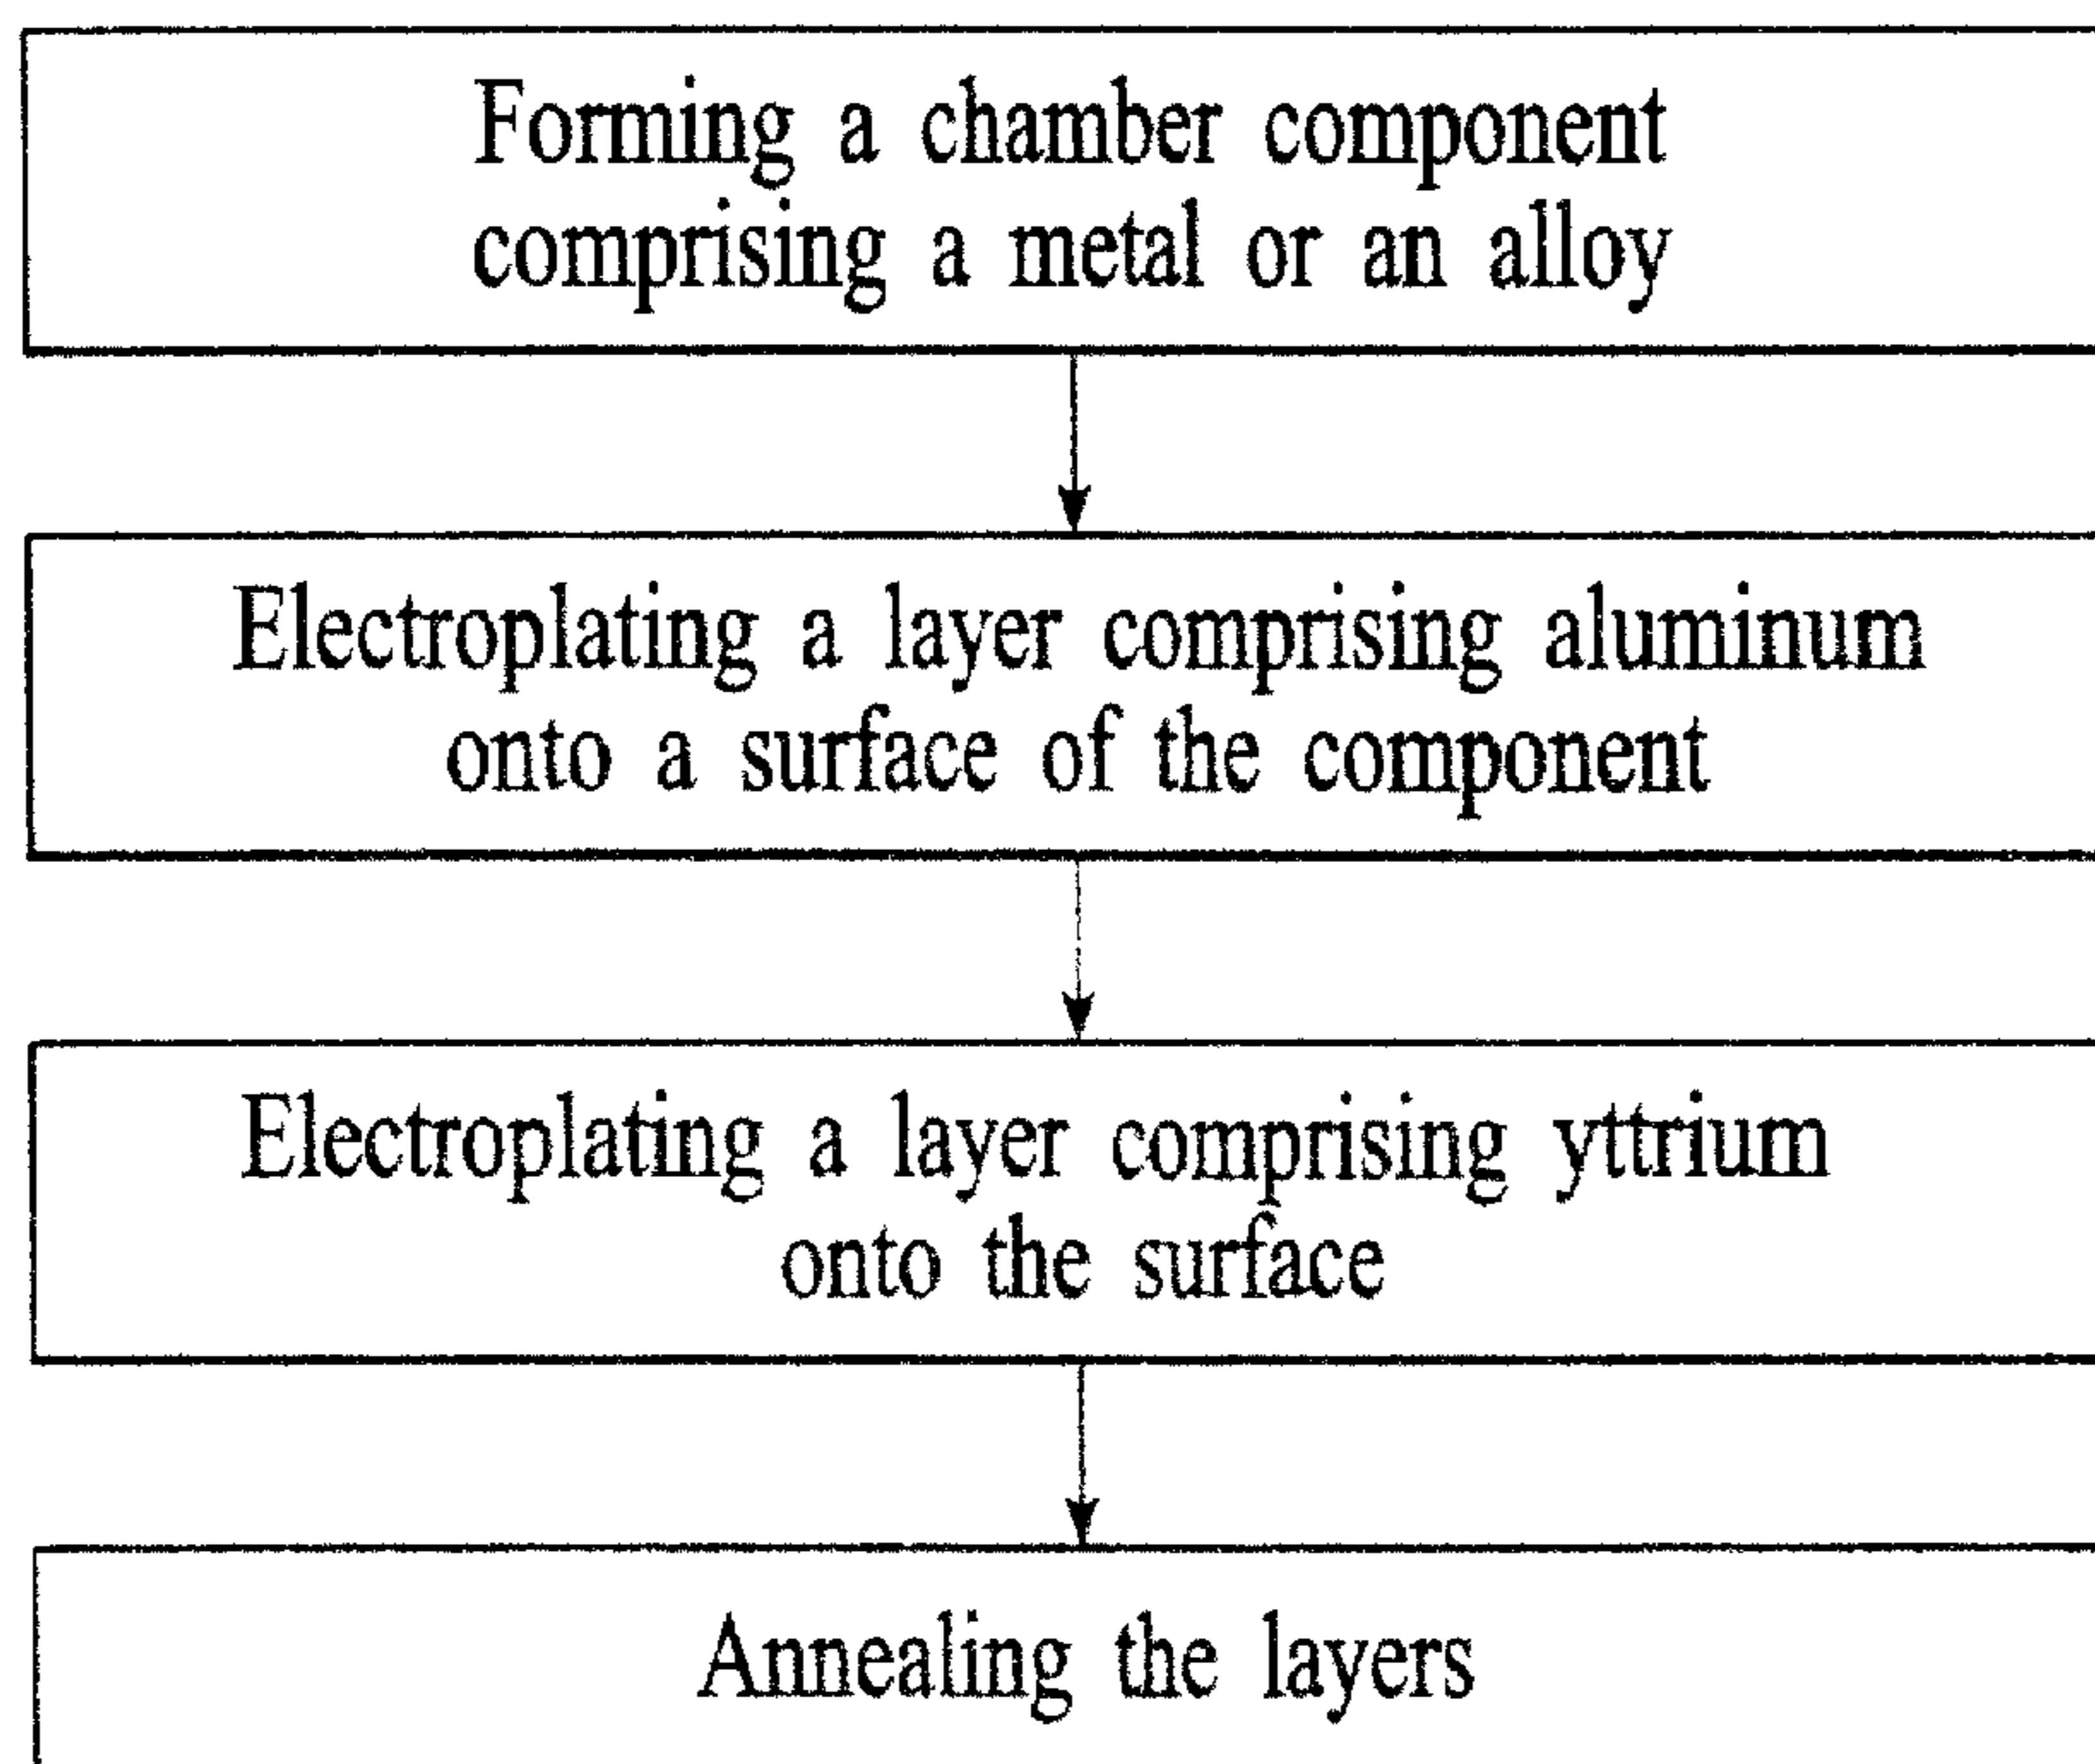 Forming a chamber component
comprising a metal or an alloy
Electroplating a layer comprising aluminum
onto a surface of the component
Electroplating a layer comprising yttrium
onto the surface
Annealing the layers